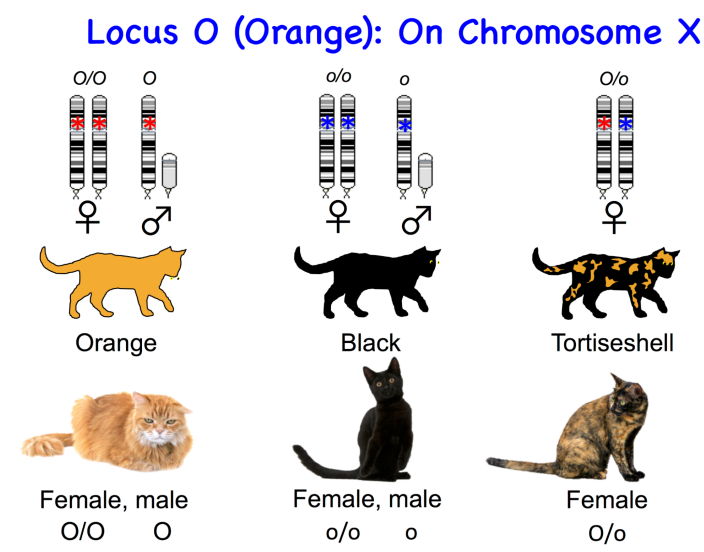 Locus O (Orange): On Chromosome X
O/O O o/o o O/o
♀ ♂ ♀ ♂ ♀
Orange Black Tortiseshell
Female, male Female, male Female
O/O O o/o o O/o